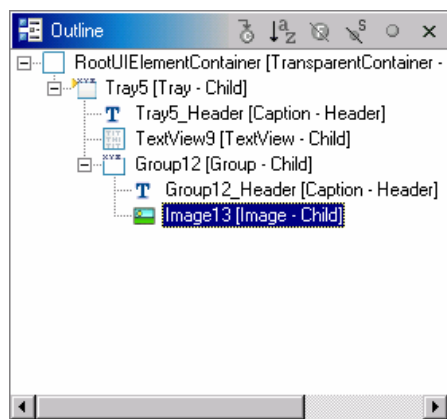 Outline
RootUIElementContainer [TransparentContainer -
Tray5 [Tray - Child]
Tray5_Header [Caption - Header]
TextView9 [TextView - Child]
Group12 [Group - Child]
Group12_Header [Caption - Header]
Image13 [Image - Child]